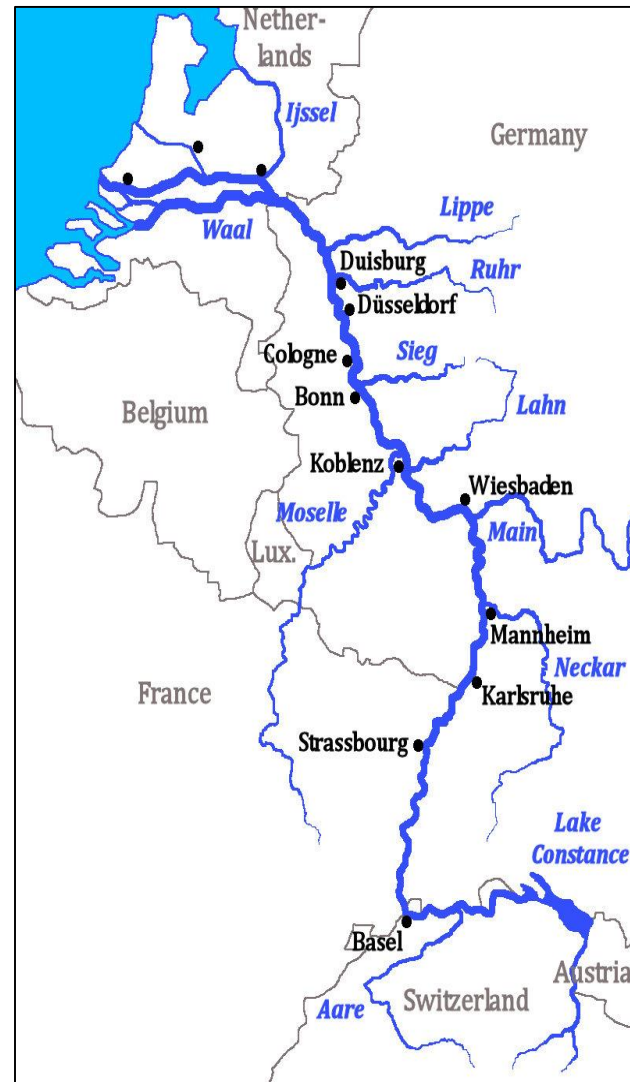 Nether-
lands
Ijssel
Germany
Lippe
Waal
Duisburg
Ruhr
Düsseldorf
Cologne
Sieg
Bonn
Belgium
Lahn
Koblenz
Wiesbaden
Moselle
Main
Lux.
Mannheim
Neckar
France
Karlsruhe
Strassbourg
Lake
Constance
Basel
Austria
Switzerland
Aare